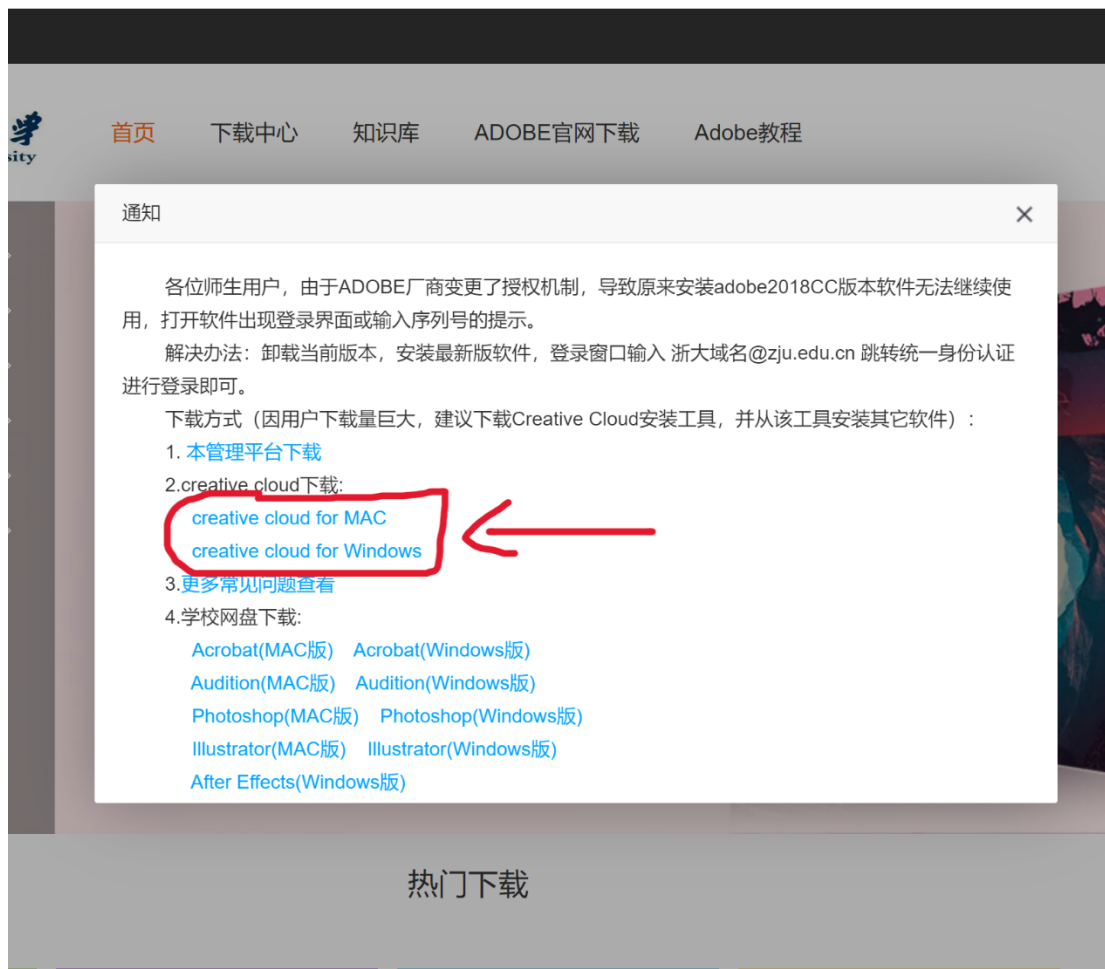 学
sity
首页 下载中心 知识库 ADOBE官网下载 Adobe教程
通知
各位师生用户，由于ADOBE厂商变更了授权机制，导致原来安装adobe2018CC版本软件无法继续使
用，打开软件出现登录界面或输入序列号的提示。
解决办法：卸载当前版本，安装最新版软件，登录窗口输入 浙大域名@zju.edu.cn 跳转统一身份认证
进行登录即可。
下载方式（因用户下载量巨大，建议下载Creative Cloud安装工具，并从该工具安装其它软件）:
1. 本管理平台下载
2.creative cloud下载:
creative cloud for MAC
creative cloud for Windows
3.更多常见问题查看
4.学校网盘下载:
Acrobat(MAC版) Acrobat(Windows版)
Audition(MAC版) Audition(Windows版)
Photoshop(MAC版) Photoshop(Windows版)
Illustrator(MAC版) Illustrator(Windows版)
After Effects(Windows版)
热门下载